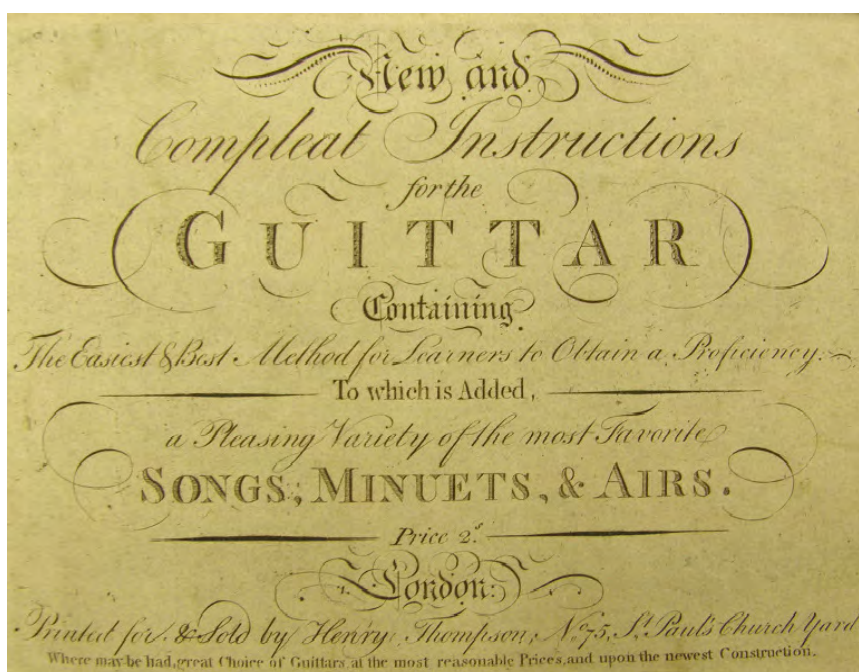 New and
Compleat Instructions
for the
GUITTAR
Containing
The Easiest & Best Method for Learners to Obtain a Proficiency.
To which is Added,
a Pleasing Variety of the most Favorite
SONGS, MINUETS, & AIRS.
Price 2s.
London:
Printed for & Sold by Henry Thompson, No. 75, St. Paul's Church Yard
Where may be had, great Choice of Guittars, at the most reasonable Prices, and upon the newest Construction.